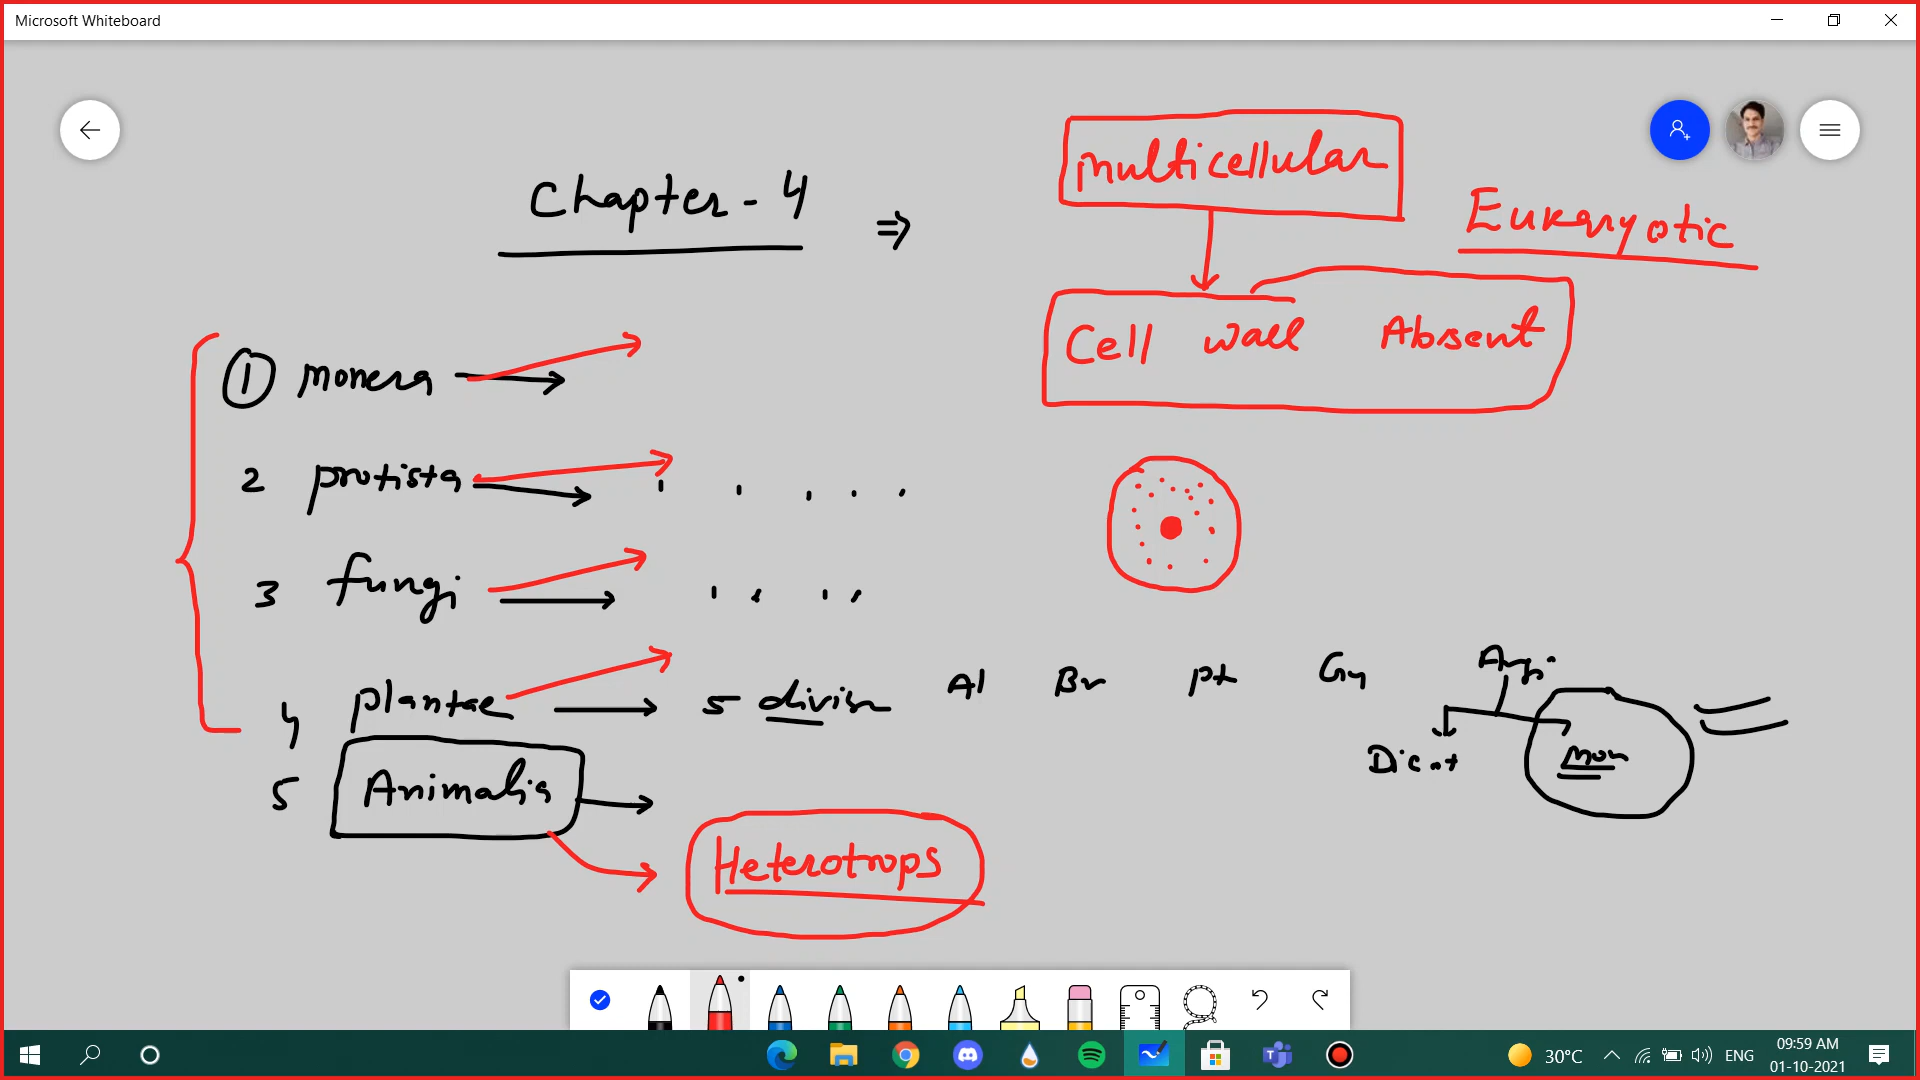 Microsoft Whiteboard
Chapter - 4 ⇒
multicellular
Eukaryotic
Cell wall Absent
① monera
2 protista
3 fungi
4 plantae 5 divisn Al Br pt Gy
Dicot mon
5 Animalia
Heterotrops
30°C ENG 09:59 AM
01-10-2021